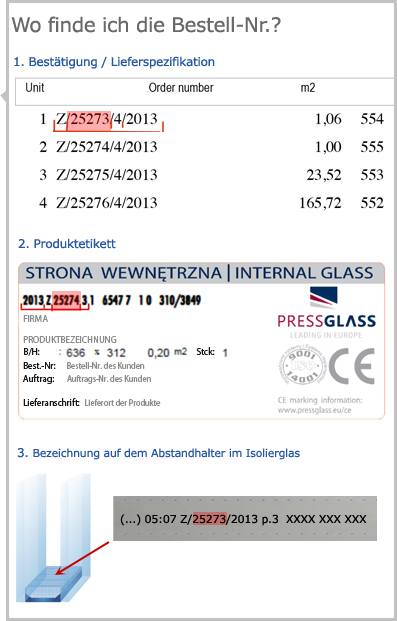 Wo finde ich die Bestell-Nr.?
1. Bestätigung / Lieferspezifikation
Unit Order number m2
1 Z/25273/4/2013 1,06 554
2 Z/25274/4/2013 1,00 555
3 Z/25275/4/2013 23,52 553
4 Z/25276/4/2013 165,72 552
2. Produktetikett
STRONA WEWNĘTRZNA | INTERNAL GLASS
2013 Z 25274 3,1 6547 7 1 0 310/3849
FIRMA
PRESSGLASS
LEADING IN EUROPE
PRODUKTBEZEICHNUNG
B/H: : 636 x 312 0,20 m2 Stck: 1
Best.-Nr: Bestell-Nr. des Kunden
Auftrag: Auftrags-Nr. des Kunden
ISO
9001
14001
CE
Lieferanschrift: Lieferort der Produkte
CE marking information:
www.pressglass.eu/ce
3. Bezeichnung auf dem Abstandhalter im Isolierglas
(...) 05:07 Z/25273/2013 p.3 XXXX XXX XXX